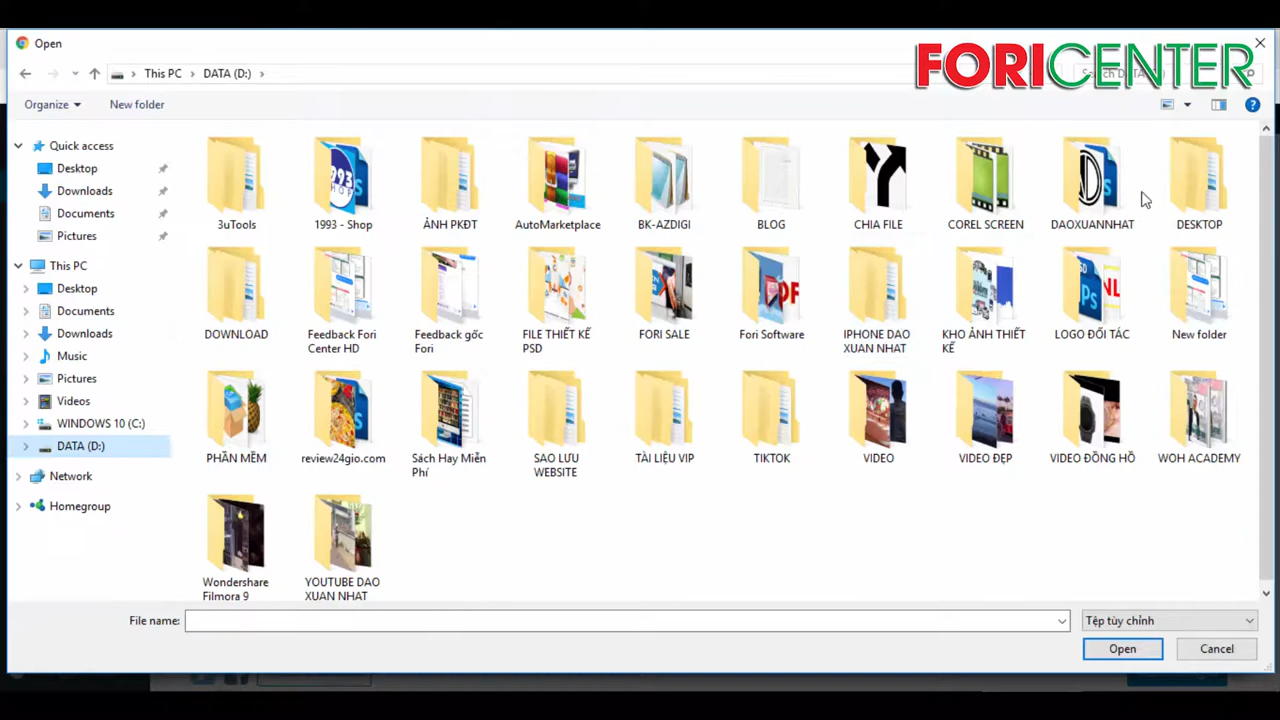 Open
FORICENTER
This PC
DATA (D:)
Organize
New folder
Quick access
Desktop
Downloads
Documents
Pictures
This PC
Desktop
Documents
Downloads
Music
Pictures
Videos
WINDOWS 10 (C:)
DATA (D:)
Network
Homegroup
3uTools
1993 - Shop
ẢNH PKĐT
AutoMarketplace
BK-AZDIGI
BLOG
CHIA FILE
COREL SCREEN
DAOXUANNHAT
DESKTOP
DOWNLOAD
Feedback Fori
Center HD
Feedback gốc
Fori
FILE THIẾT KẾ
PSD
FORI SALE
Fori Software
IPHONE DAO
XUAN NHAT
KHO ẢNH THIẾT
KẾ
LOGO ĐỐI TÁC
New folder
PHẦN MỀM
review24gio.com
Sách Hay Miễn
Phí
SAO LƯU
WEBSITE
TÀI LIỆU VIP
TIKTOK
VIDEO
VIDEO ĐẸP
VIDEO ĐỒNG HỒ
WOH ACADEMY
Wondershare
Filmora 9
YOUTUBE DAO
XUAN NHAT
File name:
Tệp tùy chỉnh
Open
Cancel